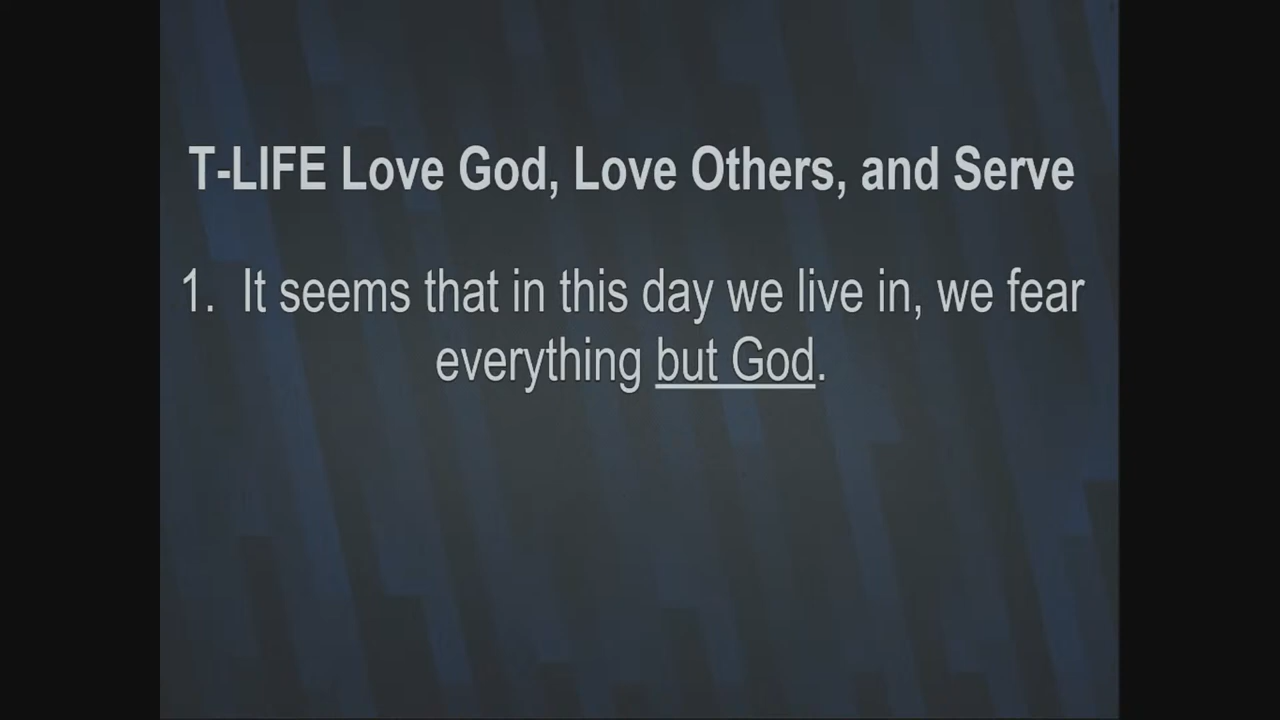 T-LIFE Love God, Love Others, and Serve
1. It seems that in this day we live in, we fear
everything but God.